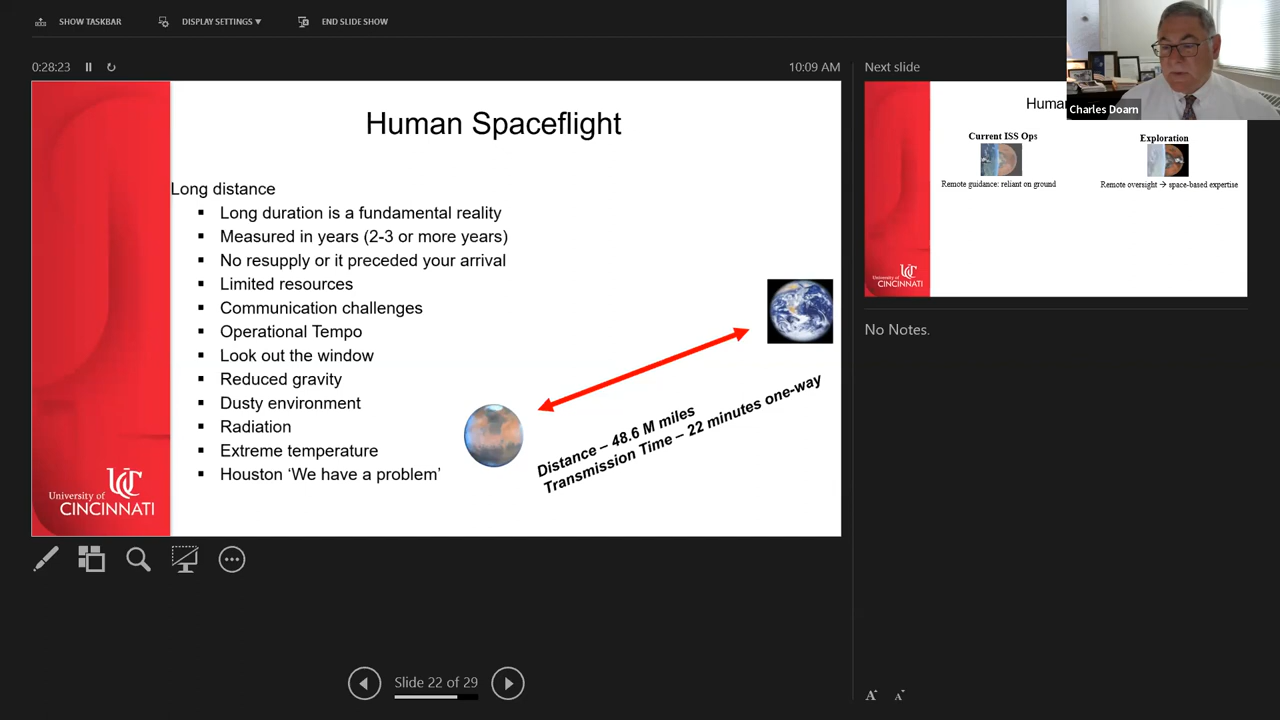 SHOW TASKBAR
DISPLAY SETTINGS
END SLIDE SHOW
0:28:23
10:09 AM
Human Spaceflight
Long distance
▪ Long duration is a fundamental reality
▪ Measured in years (2-3 or more years)
▪ No resupply or it preceded your arrival
▪ Limited resources
▪ Communication challenges
▪ Operational Tempo
▪ Look out the window
▪ Reduced gravity
▪ Dusty environment
▪ Radiation
▪ Extreme temperature
▪ Houston ‘We have a problem’
Distance – 48.6 M miles
Transmission Time – 22 minutes one-way
UC
University of
CINCINNATI
Slide 22 of 29
Next slide
Charles Doarn
Current ISS Ops
Exploration
Remote guidance: reliant on ground
Remote oversight → space-based expertise
UC
University of
CINCINNATI
No Notes.
A
A